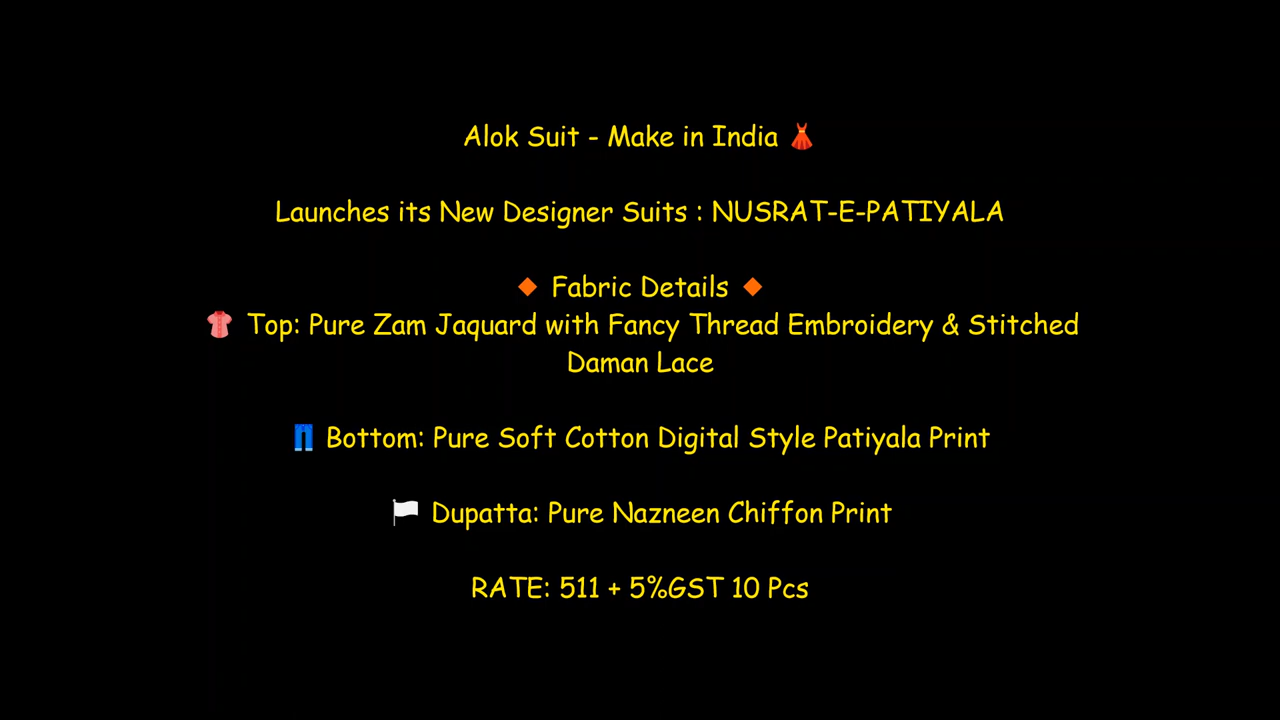 Alok Suit - Make in India 👗
Launches its New Designer Suits : NUSRAT-E-PATIYALA
🔸 Fabric Details 🔸
👚 Top: Pure Zam Jaquard with Fancy Thread Embroidery & Stitched
Daman Lace
👖 Bottom: Pure Soft Cotton Digital Style Patiyala Print
🏳 Dupatta: Pure Nazneen Chiffon Print
RATE: 511 + 5%GST 10 Pcs